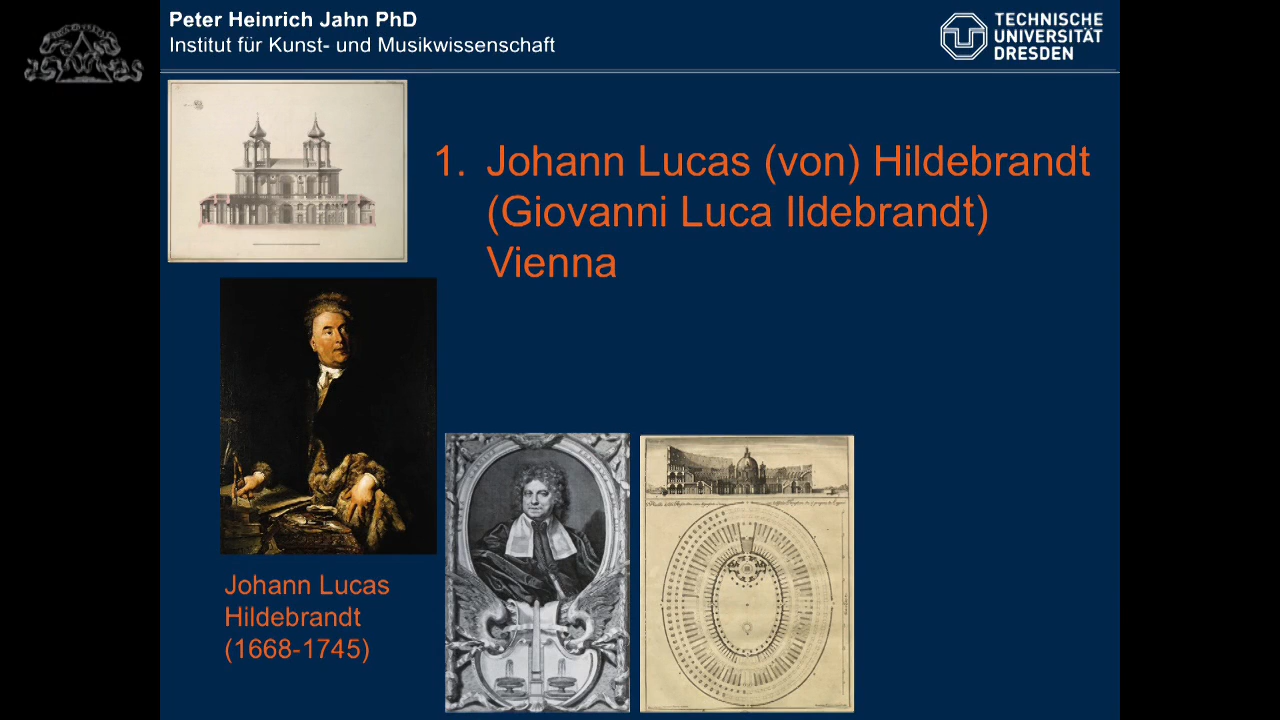 Peter Heinrich Jahn PhD
Institut für Kunst- und Musikwissenschaft
TECHNISCHE
UNIVERSITÄT
DRESDEN
1. Johann Lucas (von) Hildebrandt
(Giovanni Luca Ildebrandt)
Vienna
Johann Lucas
Hildebrandt
(1668-1745)